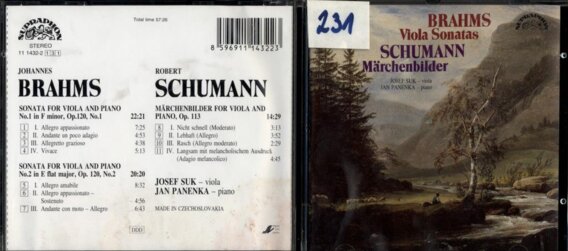 SUPRAPHON
STEREO
11 1432-2 131
Total time 57:28
8 596911 143223
JOHANNES
BRAHMS
SONATA FOR VIOLA AND PIANO
No.1 in F minor, Op.120, No.1 22:21
1 I. Allegro appassionato 7:25
2 II. Andante un poco adagio 4:51
3 III. Allegretto grazioso 4:38
4 IV. Vivace 5:13
SONATA FOR VIOLA AND PIANO
No.2 in E flat major, Op. 120, No.2 20:20
5 I. Allegro amabile 8:32
6 II. Allegro appassionato –
Sostenuto 4:56
7 III. Andante con moto – Allegro 6:43
ROBERT
SCHUMANN
MÄRCHENBILDER FOR VIOLA AND
PIANO, Op. 113 14:29
8 I. Nicht schnell (Moderato) 3:13
9 II. Lebhaft (Allegro) 3:52
10 III. Rasch (Allegro moderato) 2:29
11 IV. Langsam mit melancholischen Ausdruck
(Adagio melancolico) 4:45
JOSEF SUK – viola
JAN PANENKA – piano
MADE IN CZECHOSLOVAKIA
DDD
231
SUPRAPHON
BRAHMS
Viola Sonatas
SCHUMANN
Märchenbilder
JOSEF SUK - viola
JAN PANENKA - piano